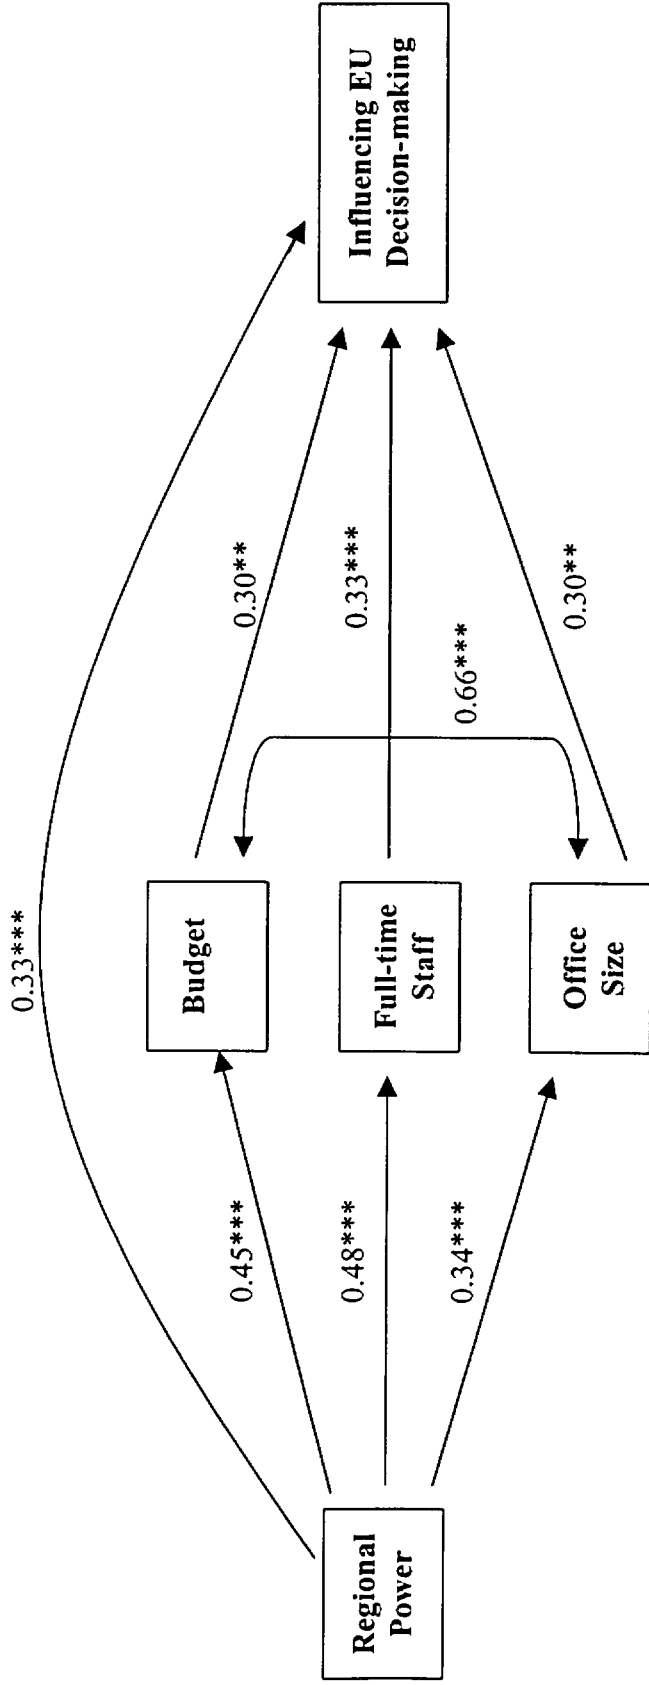 0.33***
Regional
Power
0.45***
0.48***
0.34***
Budget
Full-time
Staff
Office
Size
0.30**
0.33***
0.66***
0.30**
Influencing EU
Decision-making